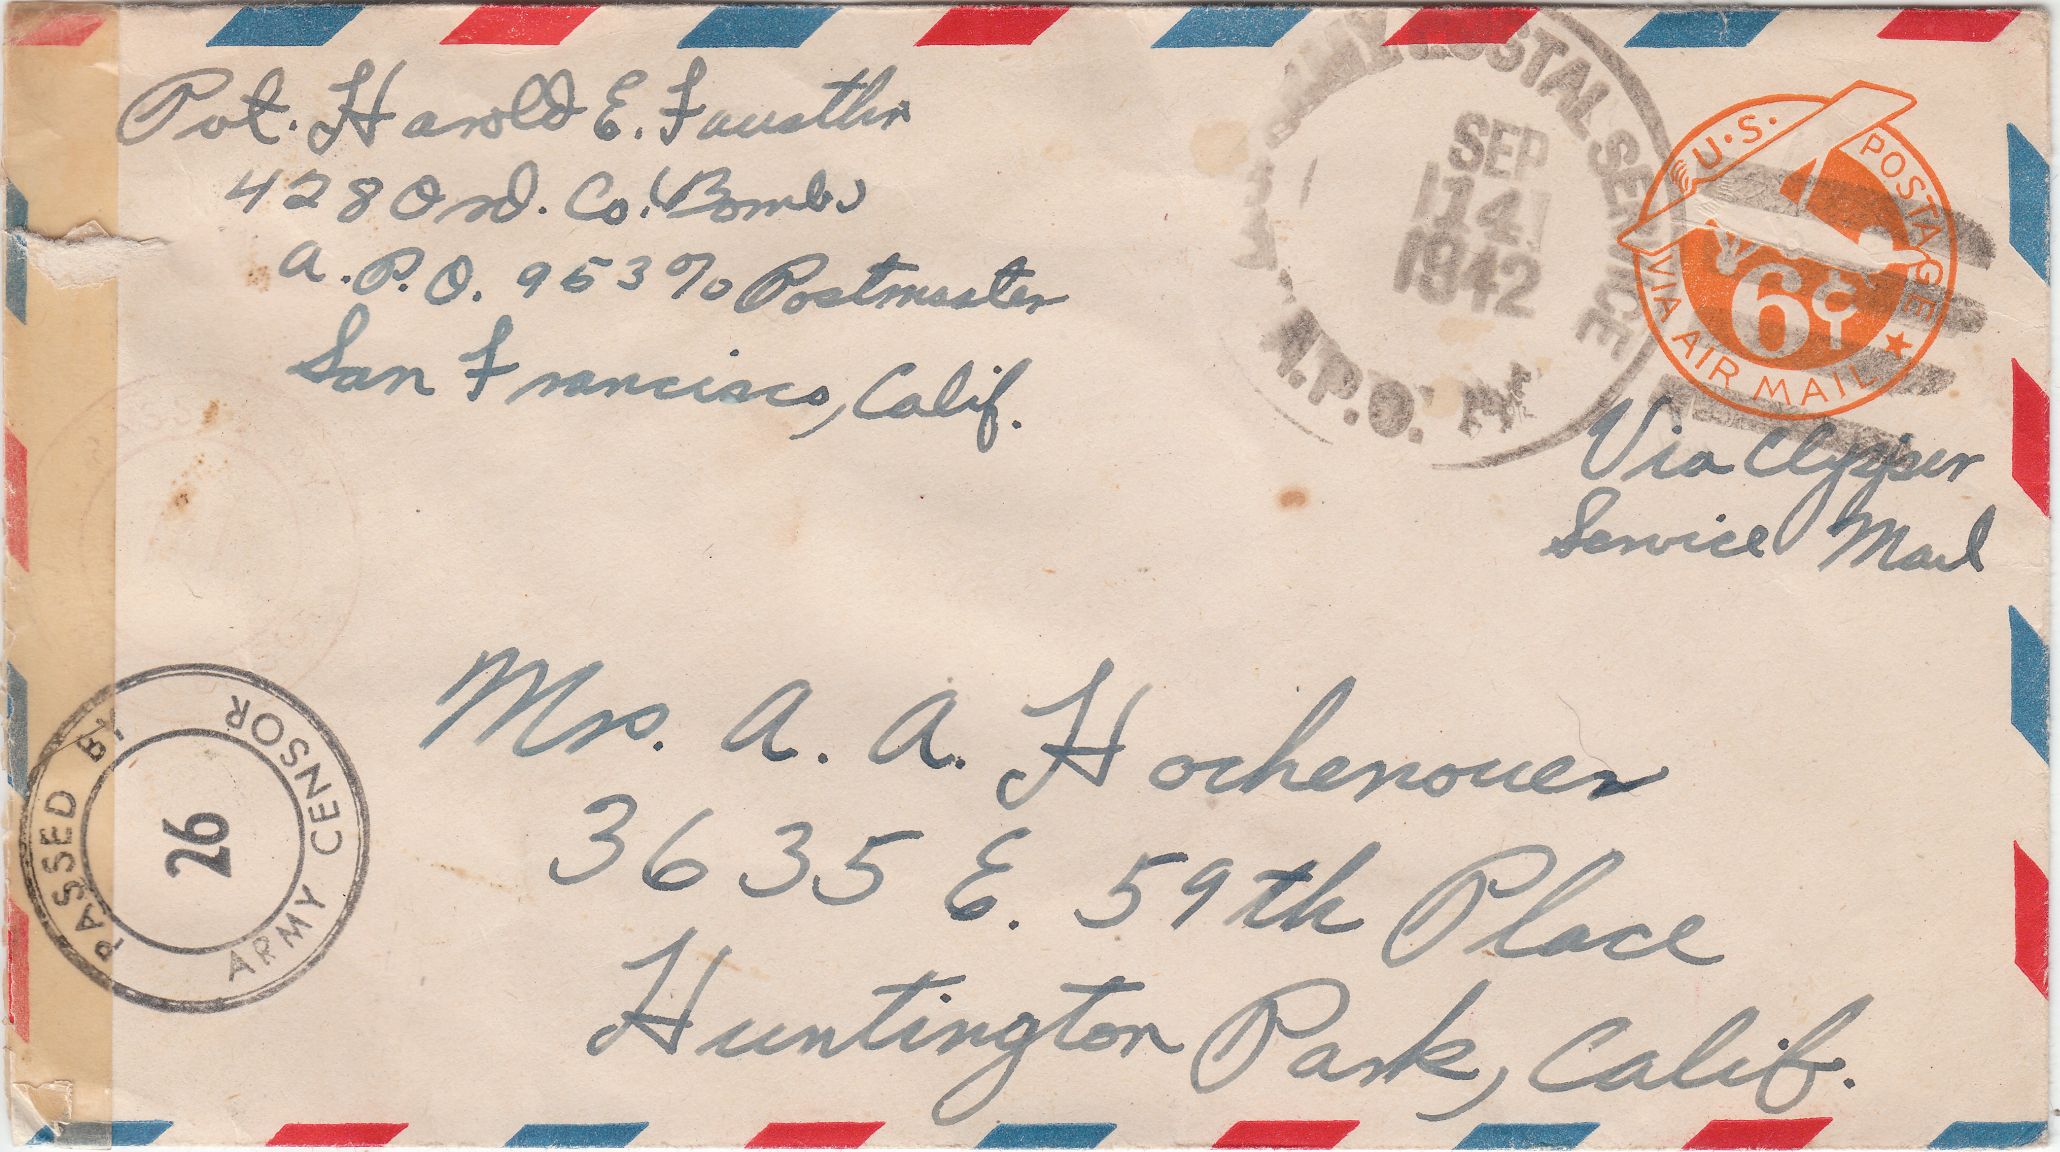 Pvt. Harold E. Faustlin
428 Ord. Co. (Bomb.)
A.P.O. 953 % Postmaster
San Francisco, Calif.
ARMY POSTAL SERVICE
SEP
14
1942
A.P.O.
U.S. POSTAGE
6¢
VIA AIR MAIL
Via Clipper
Service Mail
PASSED BY
26
ARMY CENSOR
Mrs. A. A. Hochenouer
3635 E. 59th Place
Huntington Park, Calif.